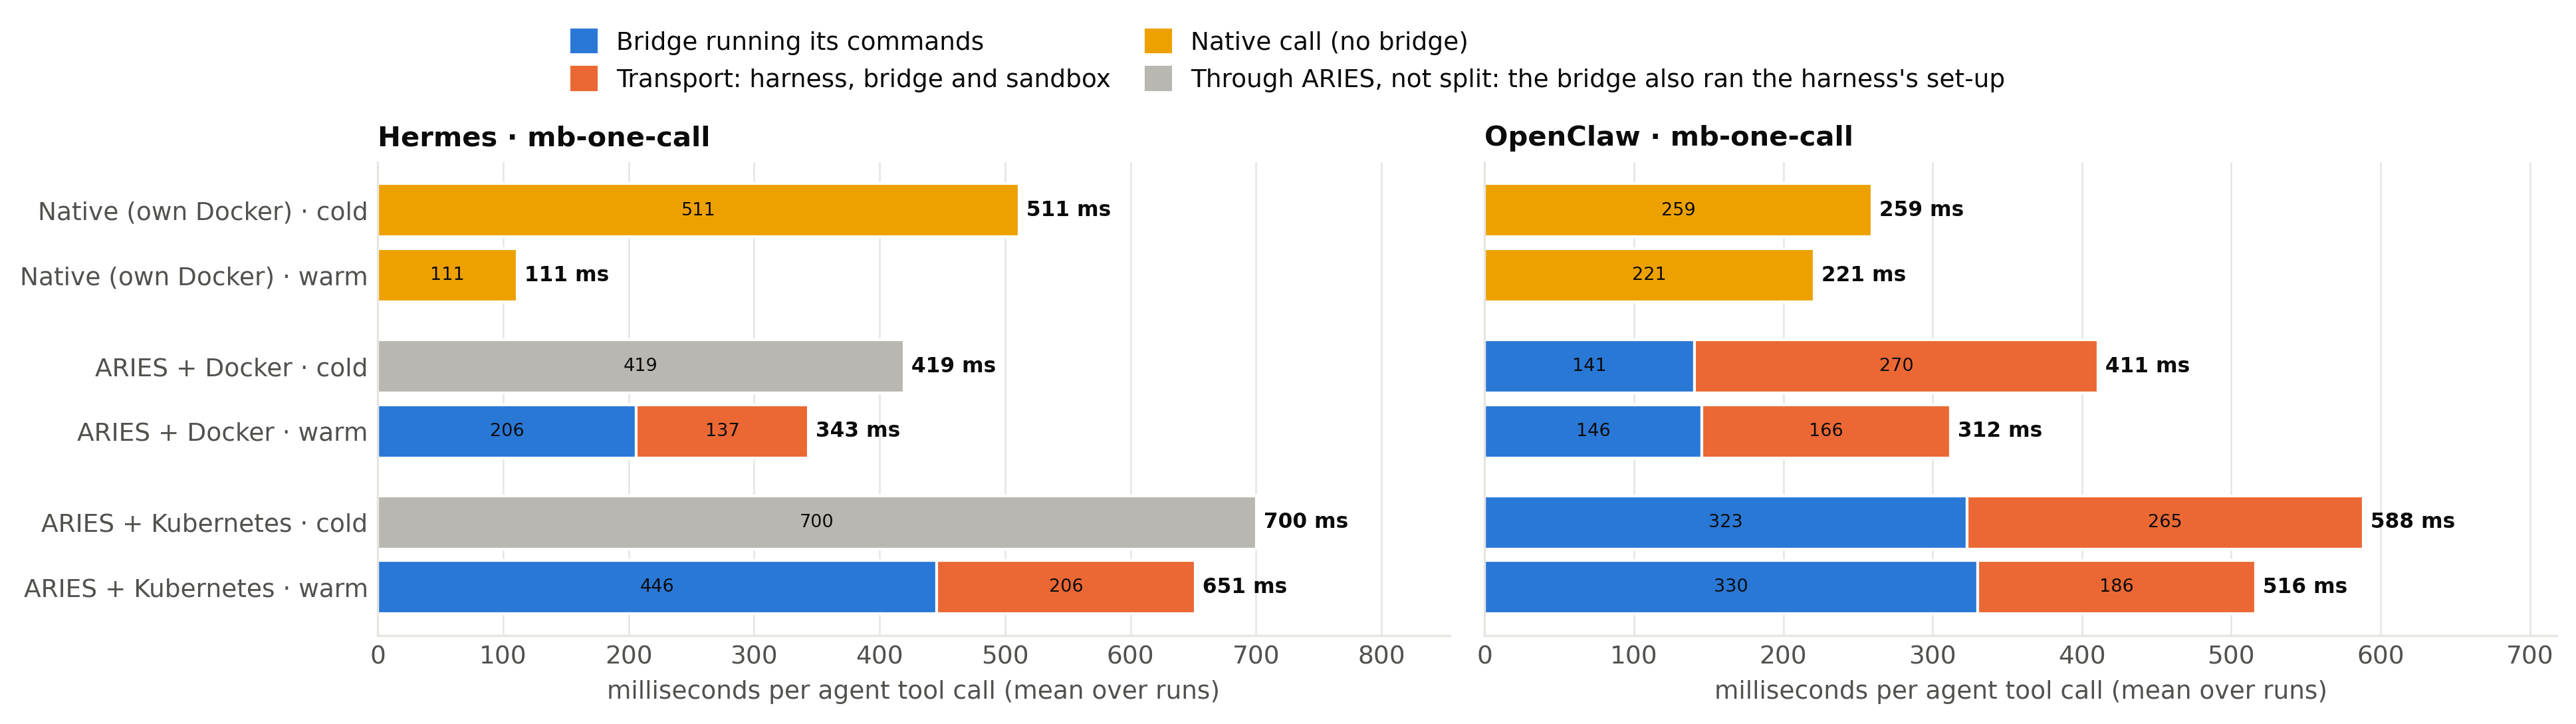 Bridge running its commands
Native call (no bridge)
Transport: harness, bridge and sandbox
Through ARIES, not split: the bridge also ran the harness's set-up
Hermes · mb-one-call
Native (own Docker) · cold
511
511 ms
Native (own Docker) · warm
111
111 ms
ARIES + Docker · cold
419
419 ms
ARIES + Docker · warm
206
137
343 ms
ARIES + Kubernetes · cold
700
700 ms
ARIES + Kubernetes · warm
446
206
651 ms
0 100 200 300 400 500 600 700 800
milliseconds per agent tool call (mean over runs)
OpenClaw · mb-one-call
259
259 ms
221
221 ms
141
270
411 ms
146
166
312 ms
323
265
588 ms
330
186
516 ms
0 100 200 300 400 500 600 700
milliseconds per agent tool call (mean over runs)